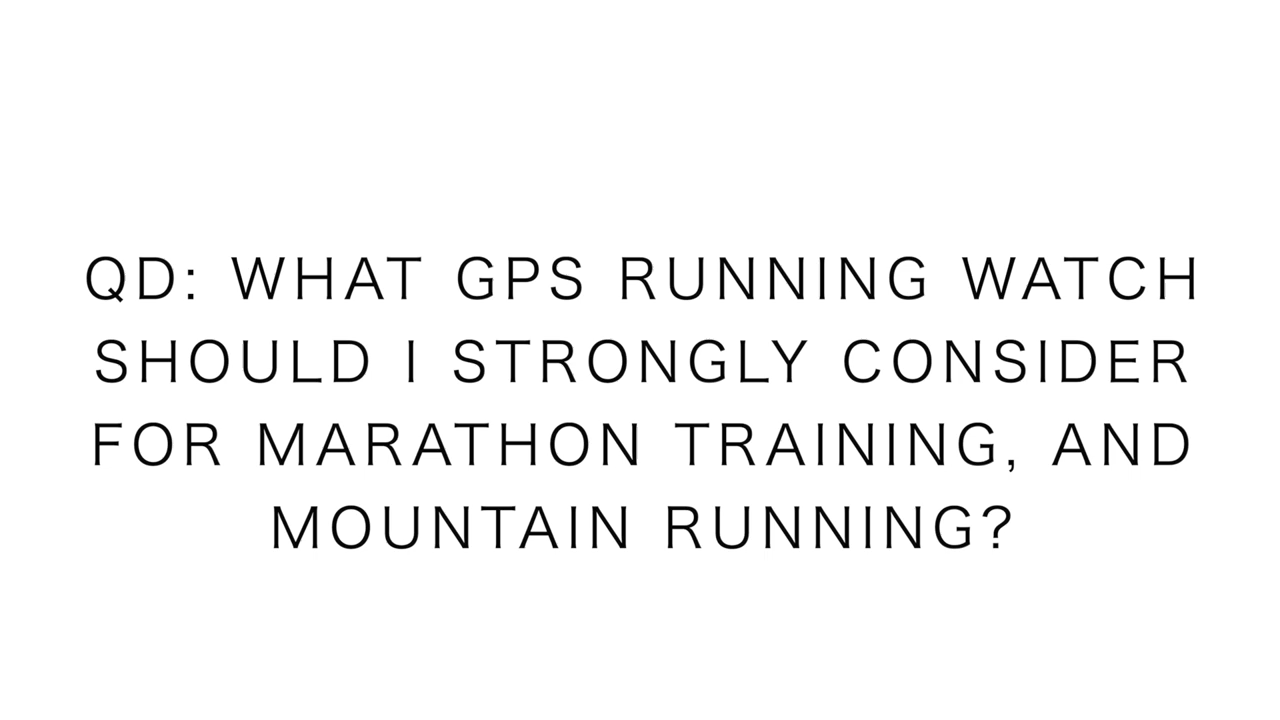 QD: WHAT GPS RUNNING WATCH
SHOULD I STRONGLY CONSIDER
FOR MARATHON TRAINING, AND
MOUNTAIN RUNNING?